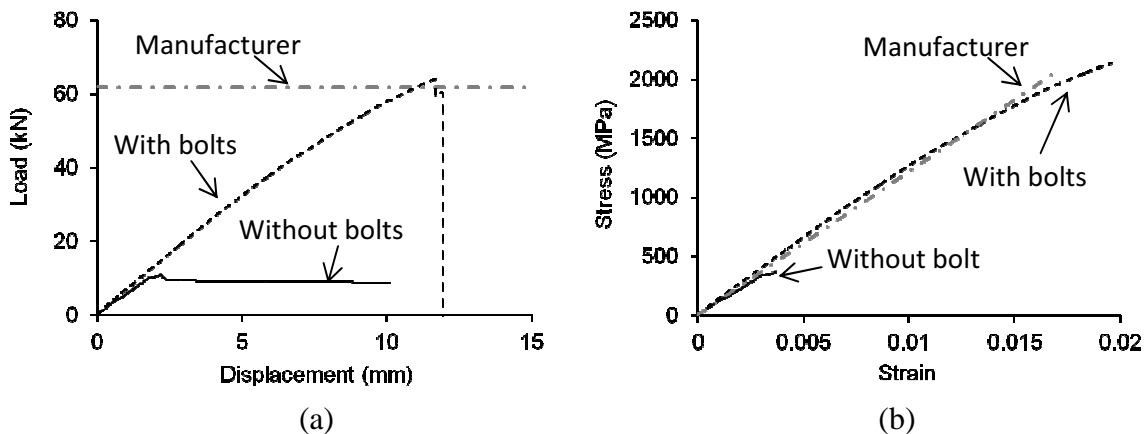 80
60
40
20
0
Load (kN)
Manufacturer
With bolts
Without bolts
0 5 10 15
Displacement (mm)
(a)
2500
2000
1500
1000
500
0
Stress (MPa)
Manufacturer
With bolts
Without bolt
0 0.005 0.01 0.015 0.02
Strain
(b)